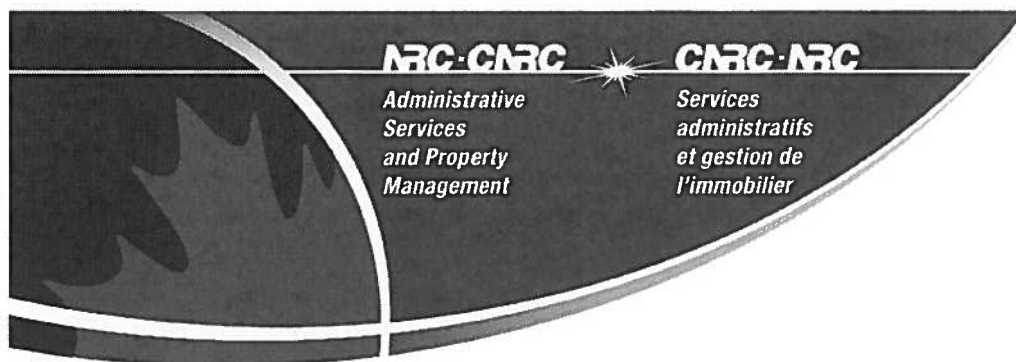 NRC·CNRC
Administrative
Services
and Property
Management
CNRC·NRC
Services
administratifs
et gestion de
l'immobilier